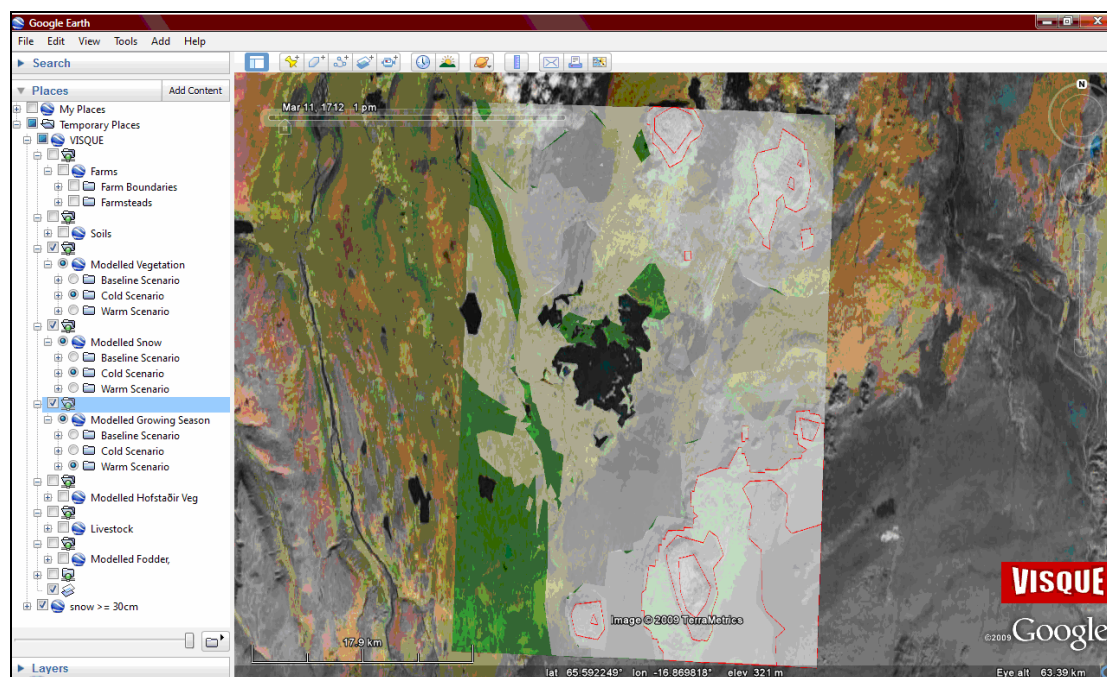 Google Earth
File Edit View Tools Add Help
Search
Places Add Content
My Places
Temporary Places
VISQUE
Farms
Farm Boundaries
Farmsteads
Soils
Modelled Vegetation
Baseline Scenario
Cold Scenario
Warm Scenario
Modelled Snow
Baseline Scenario
Cold Scenario
Warm Scenario
Modelled Growing Season
Baseline Scenario
Cold Scenario
Warm Scenario
Modelled Hofstaðir Veg
Livestock
Modelled Fodder,
snow >= 30cm
Layers
Mar 11, 1712 1 pm
N
Image © 2009 TerraMetrics
VISQUE
©2009 Google
17.9 km
lat 65.592249° lon -16.869818° elev 321 m
Eye alt 63.39 km